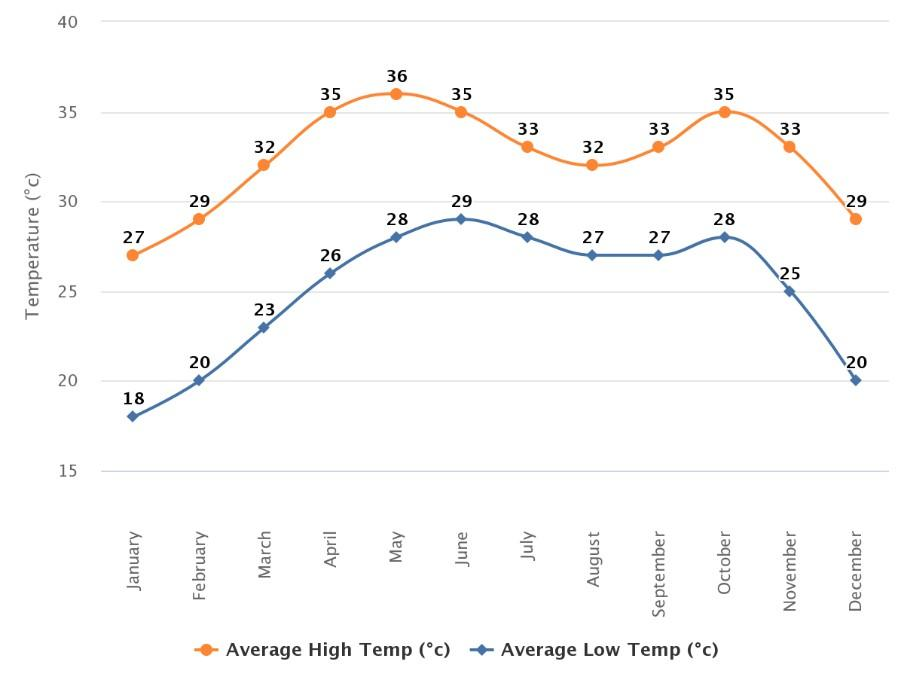 40
35
30
25
20
15
Temperature (°c)
27
29
32
35
36
35
33
32
33
35
33
29
18
20
23
26
28
29
28
27
27
28
25
20
January
February
March
April
May
June
July
August
September
October
November
December
Average High Temp (°c) Average Low Temp (°c)